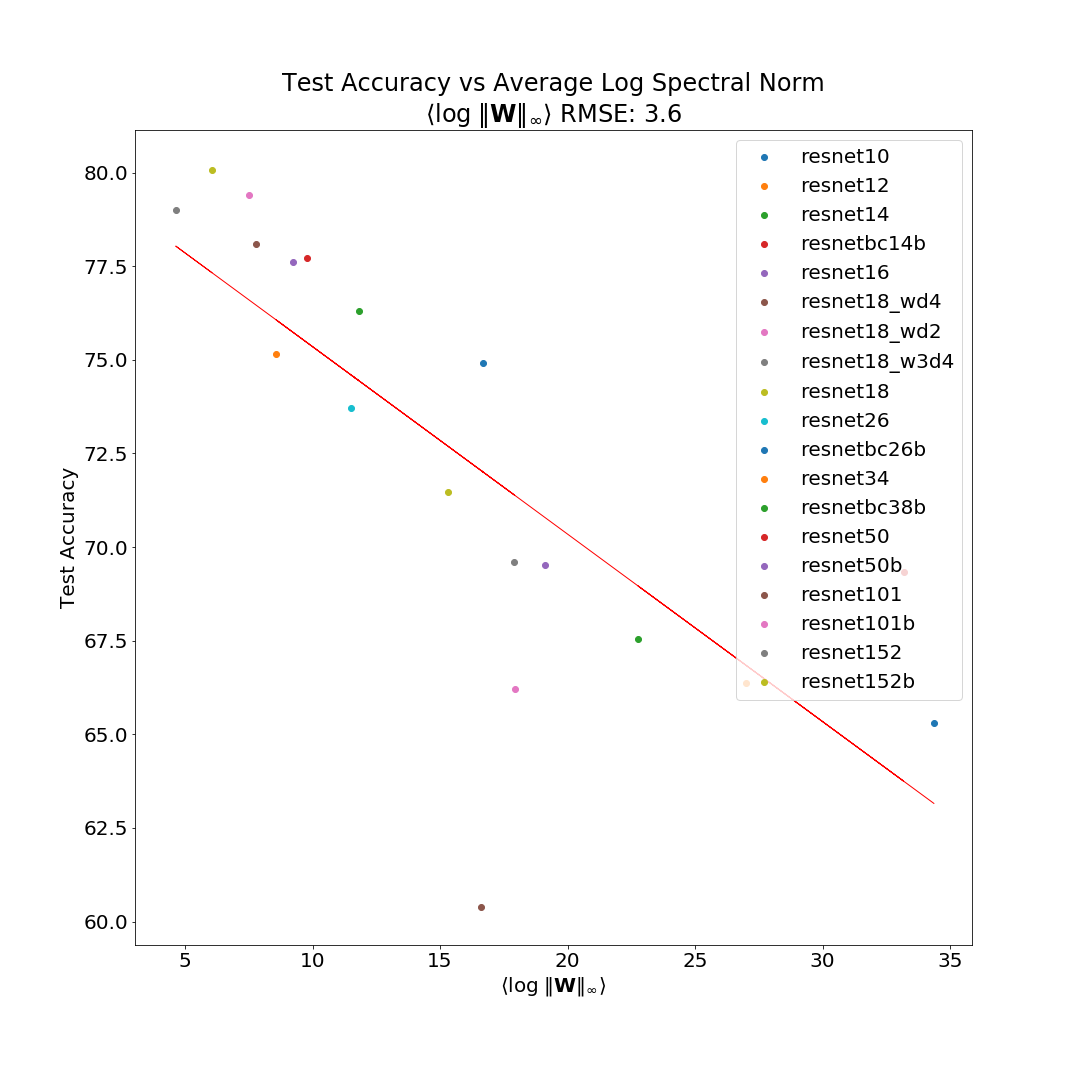 Test Accuracy vs Average Log Spectral Norm
⟨log ‖W‖∞⟩ RMSE: 3.6
80.0
77.5
75.0
72.5
70.0
67.5
65.0
62.5
60.0
Test Accuracy
resnet10
resnet12
resnet14
resnetbc14b
resnet16
resnet18_wd4
resnet18_wd2
resnet18_w3d4
resnet18
resnet26
resnetbc26b
resnet34
resnetbc38b
resnet50
resnet50b
resnet101
resnet101b
resnet152
resnet152b
5 10 15 20 25 30 35
⟨log ‖W‖∞⟩